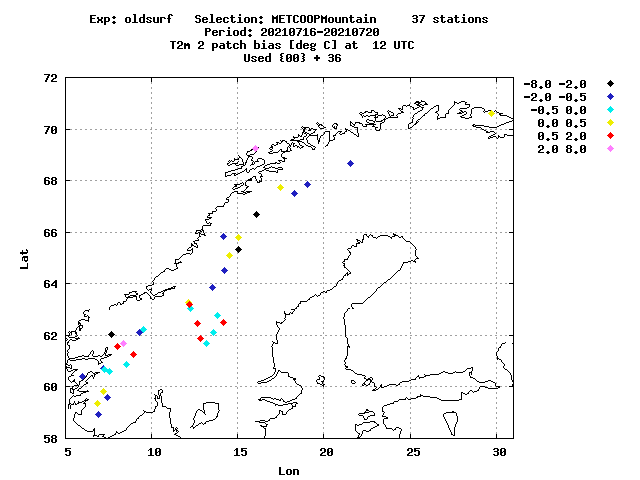 Exp: oldsurf Selection: METCOOPMountain 37 stations
Period: 20210716-20210720
T2m 2 patch bias [deg C] at 12 UTC
Used {00} + 36
-8.0 -2.0
-2.0 -0.5
-0.5 0.0
0.0 0.5
0.5 2.0
2.0 8.0
72
70
68
66
64
62
60
58
Lat
5 10 15 20 25 30
Lon